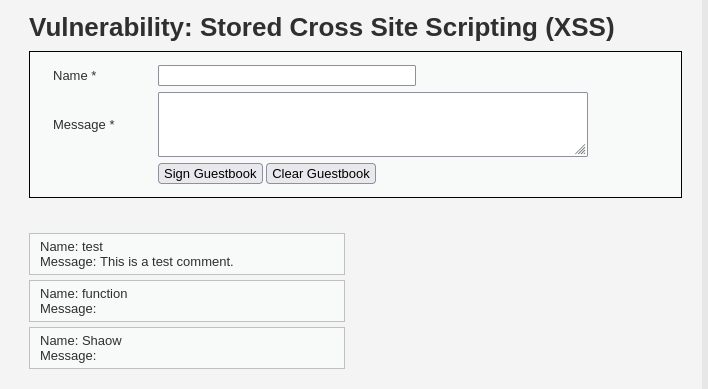 Vulnerability: Stored Cross Site Scripting (XSS)
Name *
Message *
Sign Guestbook Clear Guestbook
Name: test
Message: This is a test comment.
Name: function
Message:
Name: Shaow
Message: